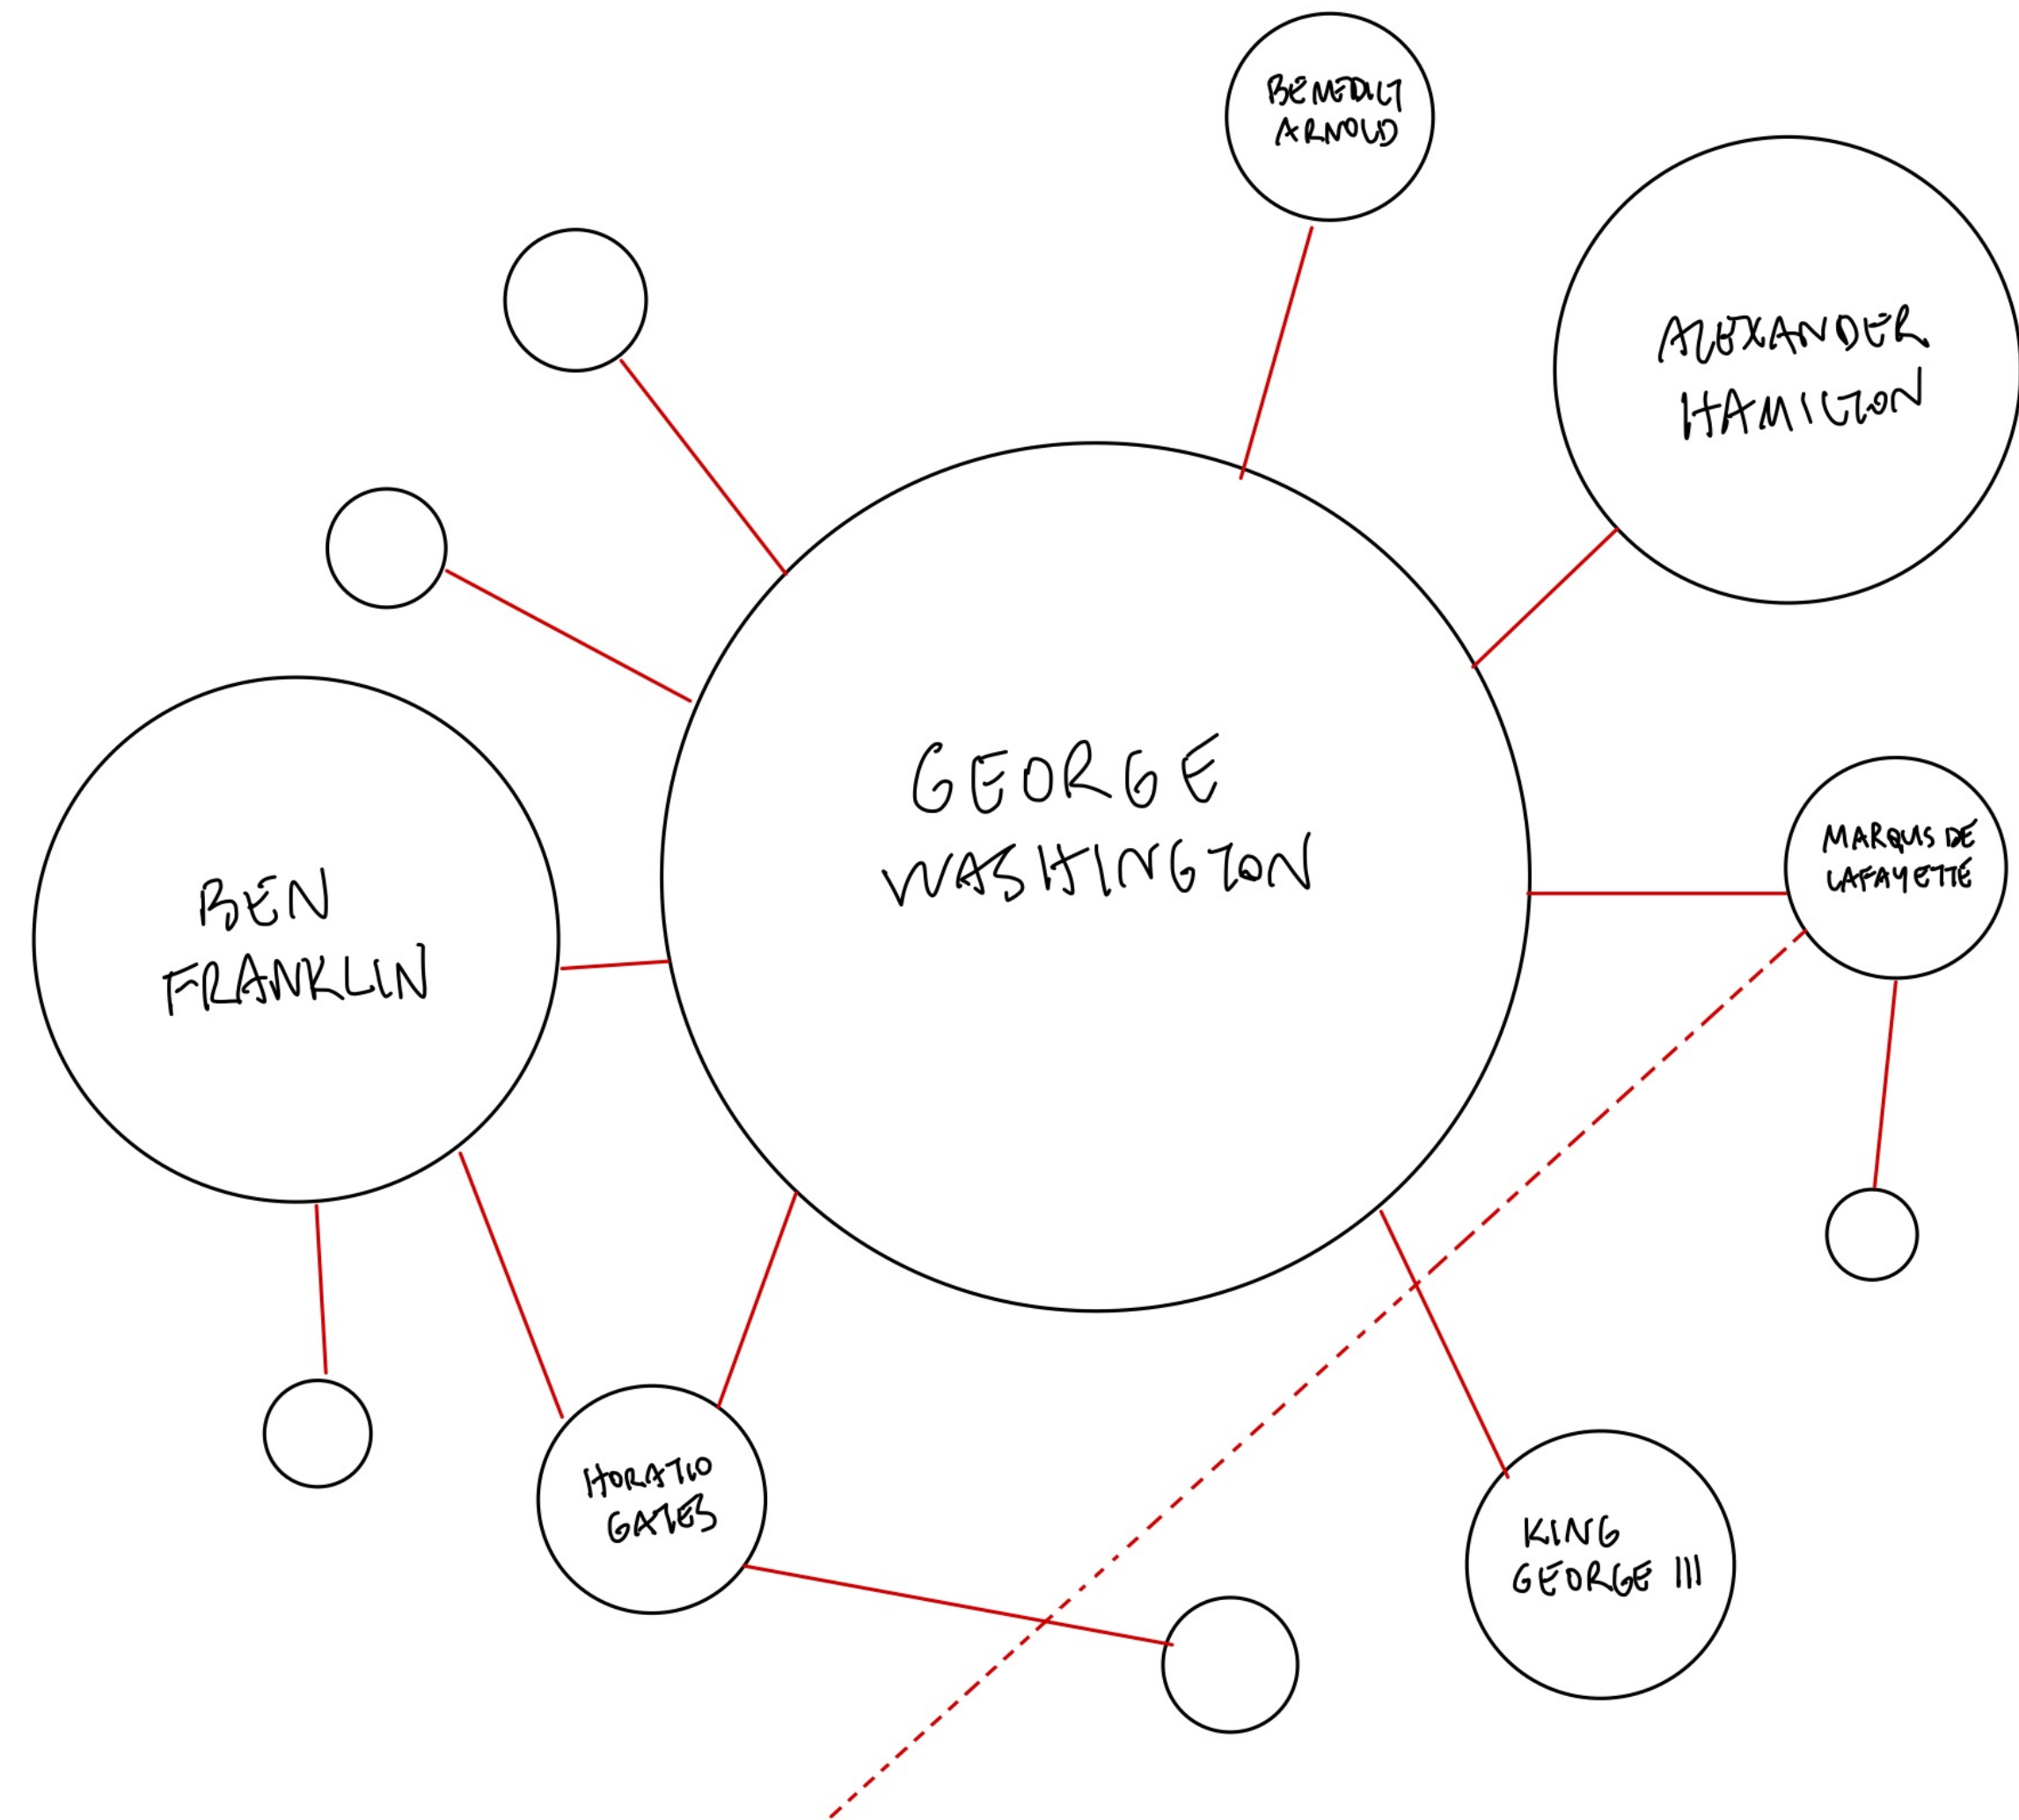 BENEDICT
ARNOLD
ALEXANDER
HAMILTON
GEORGE
WASHINGTON
MARQUIS DE
LAFAYETTE
BEN
FRANKLIN
HORATIO
GATES
KING
GEORGE III